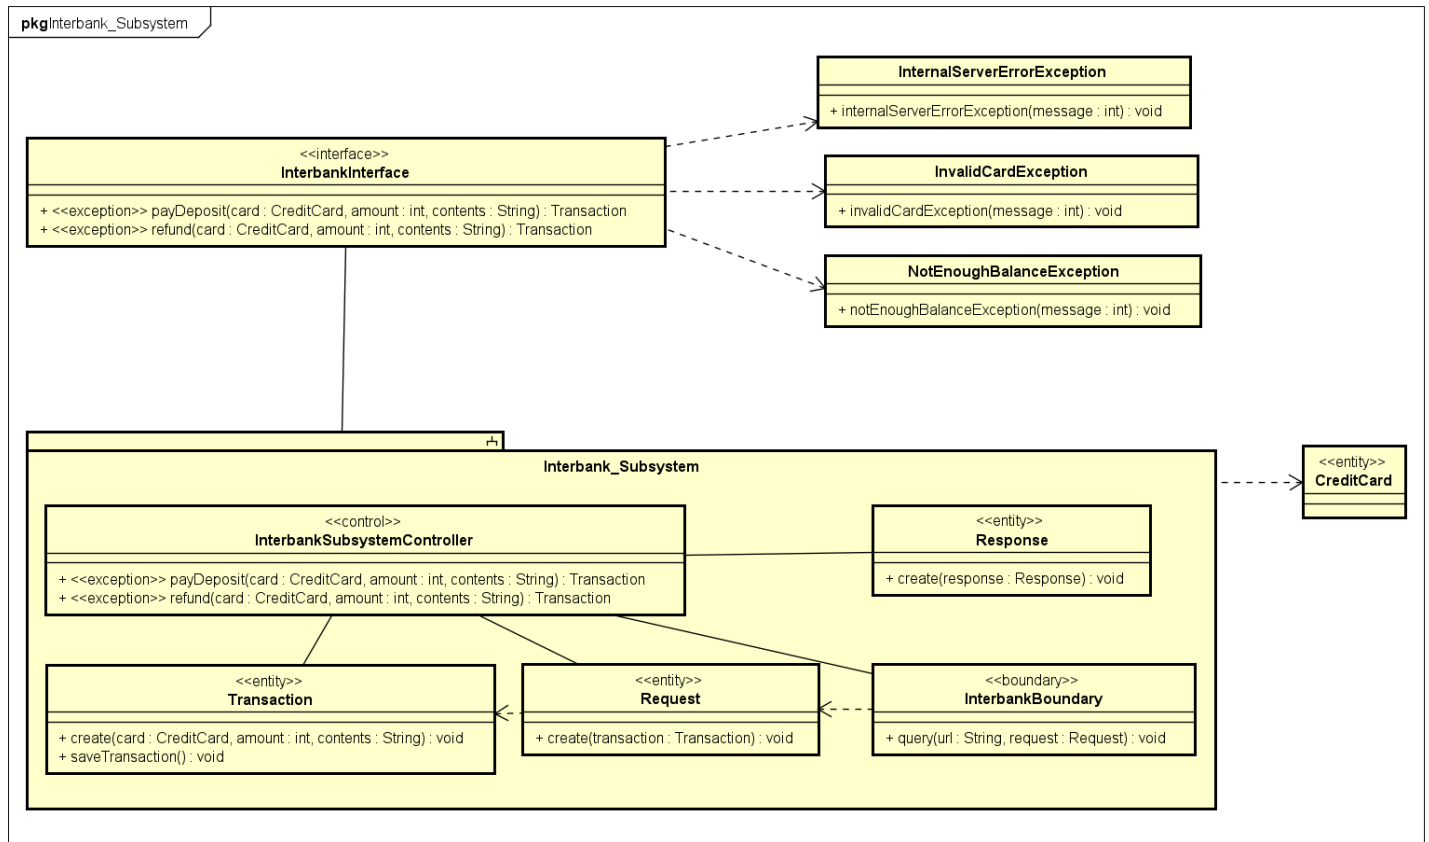 pkgInterbank_Subsystem
InternalServerErrorException
+ internalServerErrorException(message : int) : void
<<interface>>
InterbankInterface
+ <<exception>> payDeposit(card : CreditCard, amount : int, contents : String) : Transaction
+ <<exception>> refund(card : CreditCard, amount : int, contents : String) : Transaction
InvalidCardException
+ invalidCardException(message : int) : void
NotEnoughBalanceException
+ notEnoughBalanceException(message : int) : void
Interbank_Subsystem
<<entity>>
CreditCard
<<control>>
InterbankSubsystemController
+ <<exception>> payDeposit(card : CreditCard, amount : int, contents : String) : Transaction
+ <<exception>> refund(card : CreditCard, amount : int, contents : String) : Transaction
<<entity>>
Response
+ create(response : Response) : void
<<entity>>
Transaction
+ create(card : CreditCard, amount : int, contents : String) : void
+ saveTransaction() : void
<<entity>>
Request
+ create(transaction : Transaction) : void
<<boundary>>
InterbankBoundary
+ query(url : String, request : Request) : void